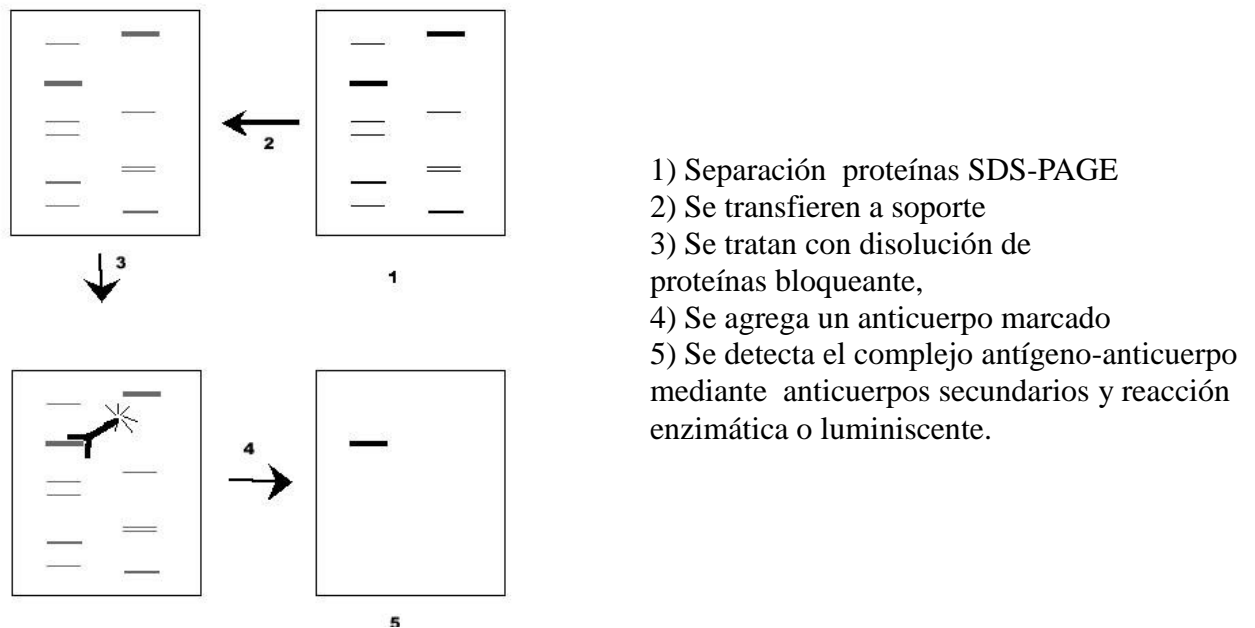 2
3
1
1) Separación proteínas SDS-PAGE
2) Se transfieren a soporte
3) Se tratan con disolución de
proteínas bloqueante,
4) Se agrega un anticuerpo marcado
5) Se detecta el complejo antígeno-anticuerpo
mediante anticuerpos secundarios y reacción
enzimática o luminiscente.
4
5